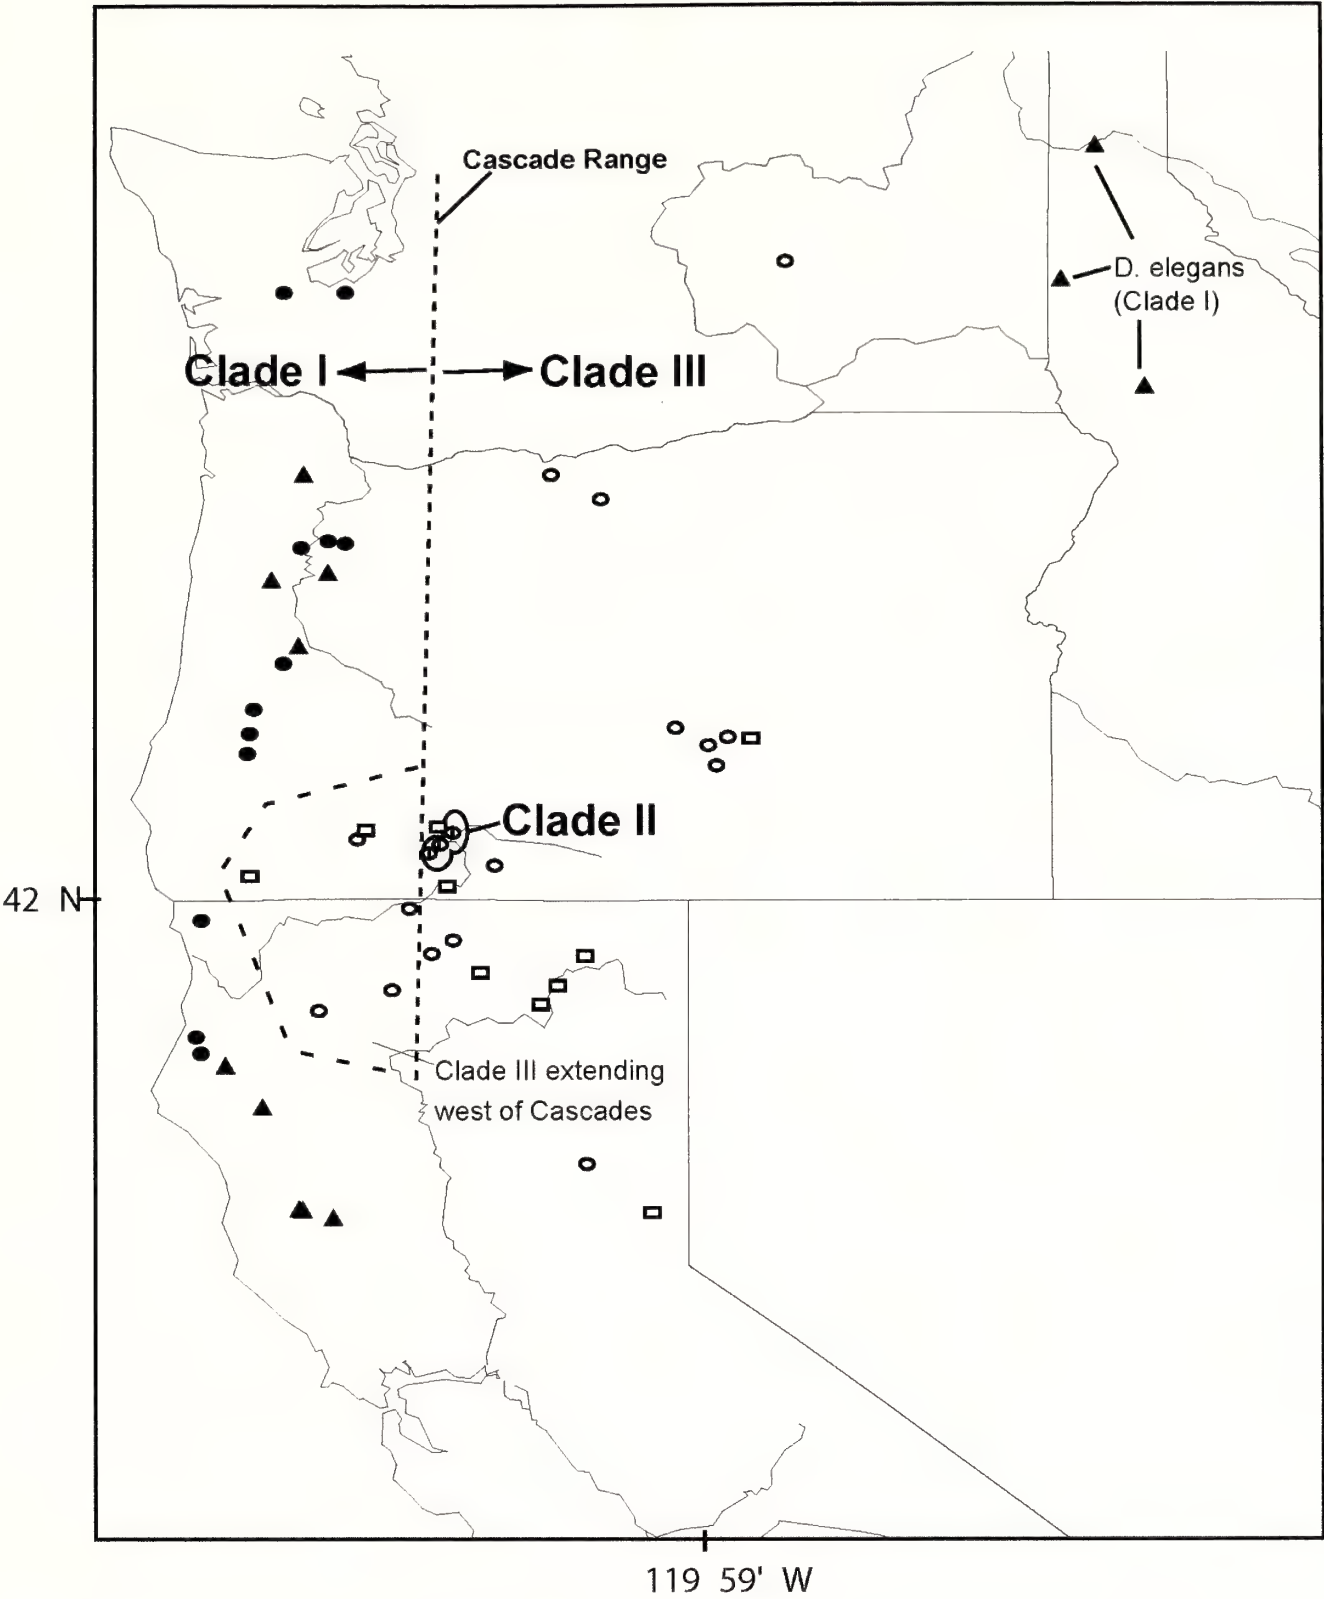 Cascade Range
D. elegans
(Clade I)
Clade I
Clade III
Clade II
42 N
Clade III extending
west of Cascades
119 59' W